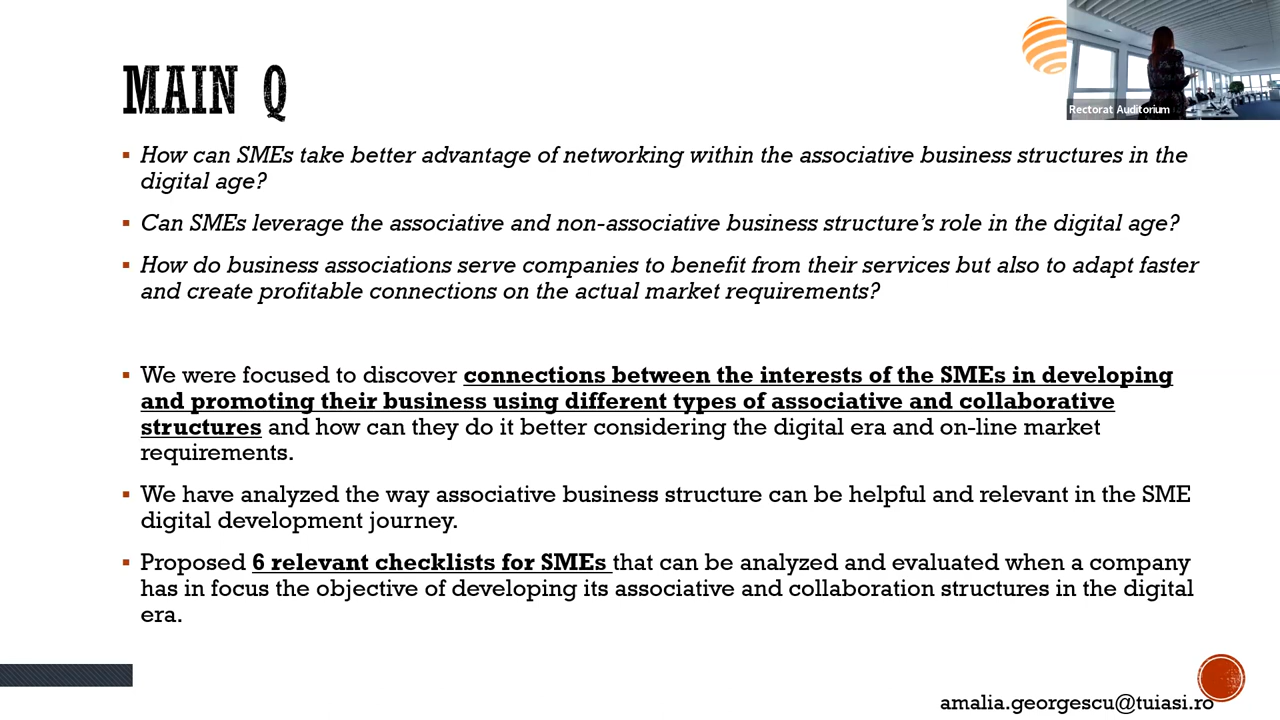 MAIN Q
Rectorat Auditorium
How can SMEs take better advantage of networking within the associative business structures in the
digital age?
Can SMEs leverage the associative and non-associative business structure's role in the digital age?
How do business associations serve companies to benefit from their services but also to adapt faster
and create profitable connections on the actual market requirements?
We were focused to discover connections between the interests of the SMEs in developing
and promoting their business using different types of associative and collaborative
structures and how can they do it better considering the digital era and on-line market
requirements.
We have analyzed the way associative business structure can be helpful and relevant in the SME
digital development journey.
Proposed 6 relevant checklists for SMEs that can be analyzed and evaluated when a company
has in focus the objective of developing its associative and collaboration structures in the digital
era.
amalia.georgescu@tuiasi.ro